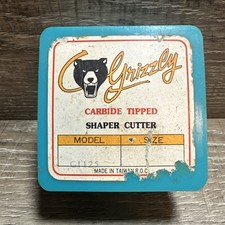 Grizzly
CARBIDE TIPPED
SHAPER CUTTER
MODEL SIZE
MADE IN TAIWAN R.O.C.